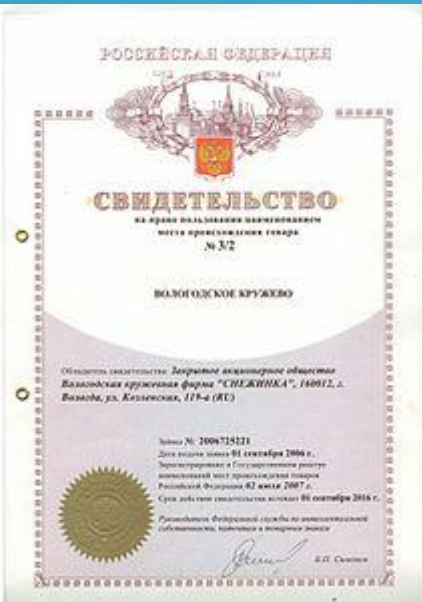 РОССИЙСКАЯ ФЕДЕРАЦИЯ
СВИДЕТЕЛЬСТВО
на право пользования наименованием
места происхождения товара
№ 3/2
ВОЛОГОДСКОЕ КРУЖЕВО
Обладатель свидетельства: Закрытое акционерное общество
Вологодская кружевная фирма "СНЕЖИНКА", 160012, г.
Вологда, ул. Козленская, 119-а (RU)
Заявка № 2006725221
Дата подачи заявки 01 сентября 2006 г.
Зарегистрировано в Государственном реестре
наименований мест происхождения товаров
Российской Федерации 02 июля 2007 г.
Срок действия свидетельства истекает 01 сентября 2016 г.
Руководитель Федеральной службы по интеллектуальной
собственности, патентам и товарным знакам
Б.П. Симонов